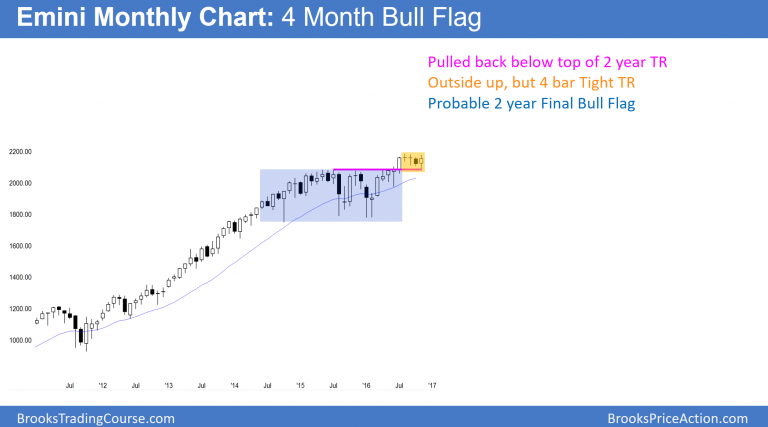 Emini Monthly Chart: 4 Month Bull Flag
Pulled back below top of 2 year TR
Outside up, but 4 bar Tight TR
Probable 2 year Final Bull Flag
2200.00
2000.00
1800.00
1600.00
1400.00
1200.00
1000.00
Jul '12 Jul '13 Jul '14 Jul '15 Jul '16 Jul '17
BrooksTradingCourse.com BrooksPriceAction.com